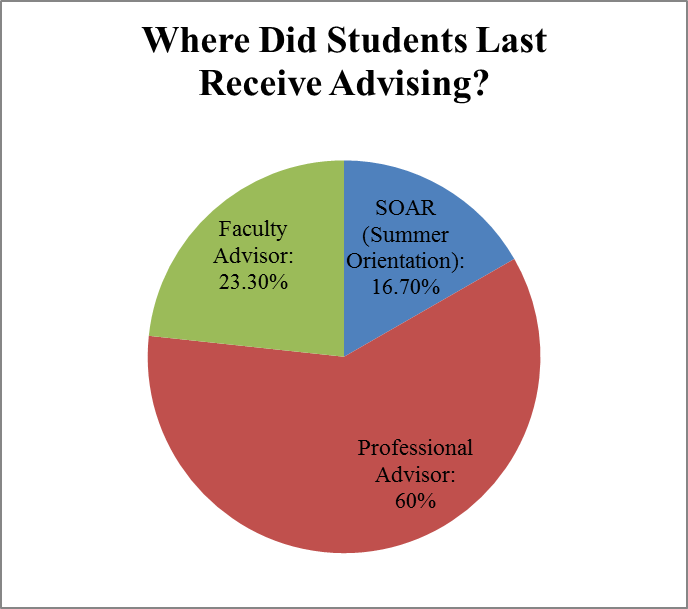 Where Did Students Last
Receive Advising?
SOAR
(Summer
Orientation):
16.70%
Faculty
Advisor:
23.30%
Professional
Advisor:
60%